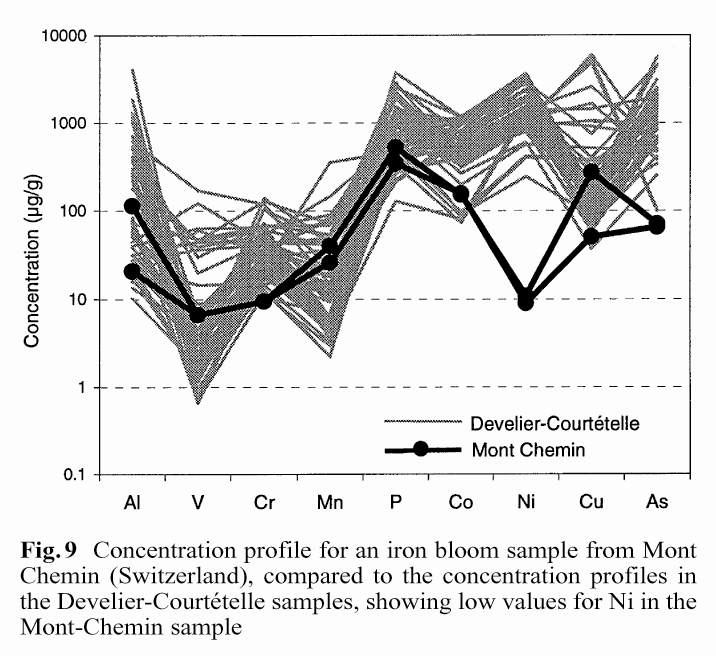 10000
1000
100
10
1
0.1
Concentration (µg/g)
Develier-Courtételle
Mont Chemin
Al V Cr Mn P Co Ni Cu As
Fig. 9 Concentration profile for an iron bloom sample from Mont
Chemin (Switzerland), compared to the concentration profiles in
the Develier-Courtételle samples, showing low values for Ni in the
Mont-Chemin sample